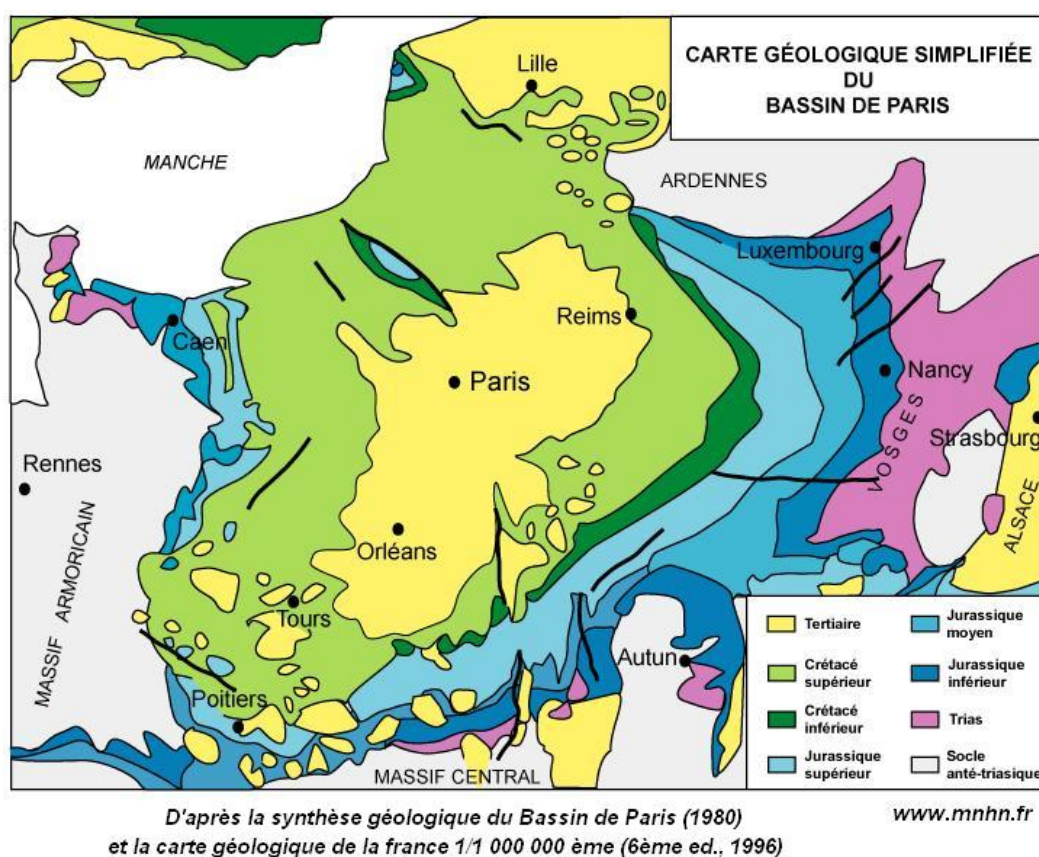 CARTE GÉOLOGIQUE SIMPLIFIÉE
DU
BASSIN DE PARIS
Lille
MANCHE
ARDENNES
Luxembourg
Reims
Caen
Paris
Nancy
VOSGES
Strasbourg
Rennes
ALSACE
Orléans
MASSIF ARMORICAIN
Tours
Autun
Poitiers
MASSIF CENTRAL
Tertiaire
Crétacé
supérieur
Crétacé
inférieur
Jurassique
supérieur
Jurassique
moyen
Jurassique
inférieur
Trias
Socle
anté-triasique
D'après la synthèse géologique du Bassin de Paris (1980)
et la carte géologique de la france 1/1 000 000 ème (6ème ed., 1996)
www.mnhn.fr